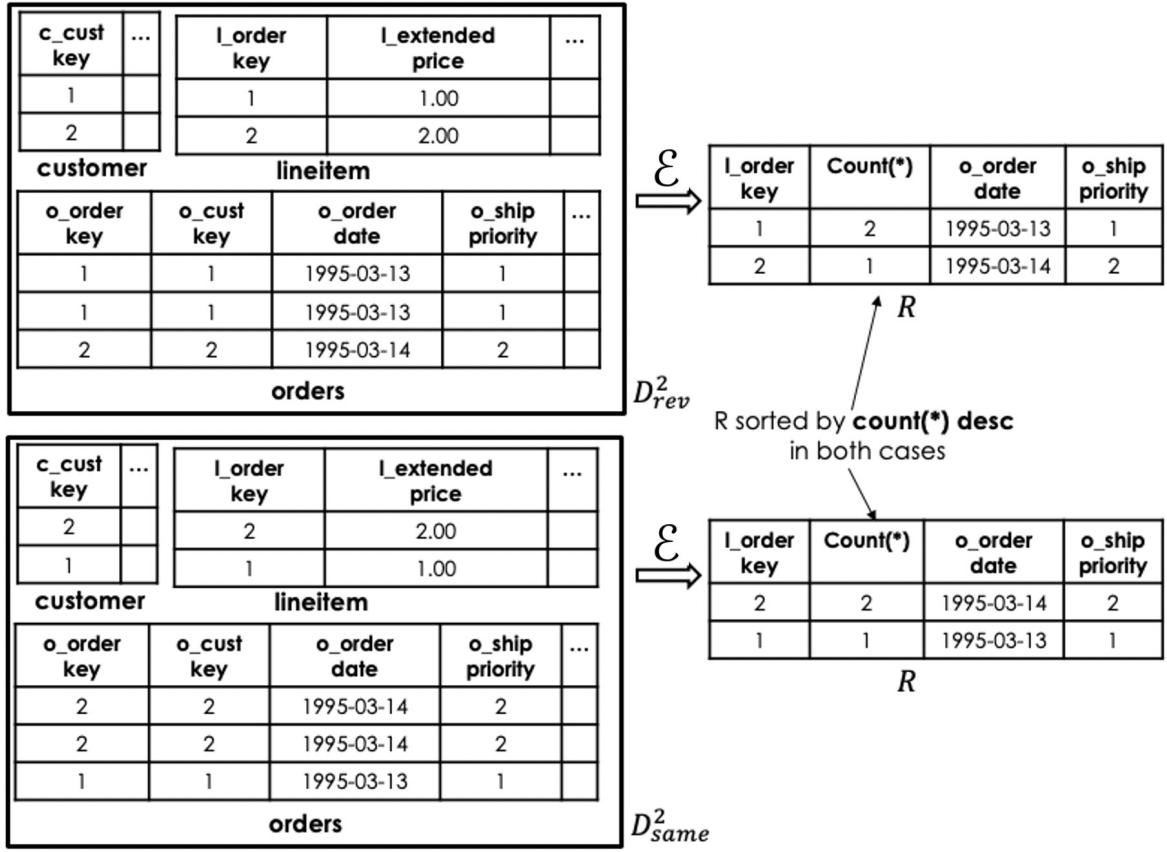 c_cust key ...
1
2
customer
l_order key l_extended price ...
1 1.00
2 2.00
lineitem
o_order key o_cust key o_order date o_ship priority ...
1 1 1995-03-13 1
1 1 1995-03-13 1
2 2 1995-03-14 2
orders
D²rev
ℰ
l_order key Count(*) o_order date o_ship priority
1 2 1995-03-13 1
2 1 1995-03-14 2
R
R sorted by count(*) desc
in both cases
c_cust key ...
2
1
customer
l_order key l_extended price ...
2 2.00
1 1.00
lineitem
o_order key o_cust key o_order date o_ship priority ...
2 2 1995-03-14 2
2 2 1995-03-14 2
1 1 1995-03-13 1
orders
D²same
ℰ
l_order key Count(*) o_order date o_ship priority
2 2 1995-03-14 2
1 1 1995-03-13 1
R